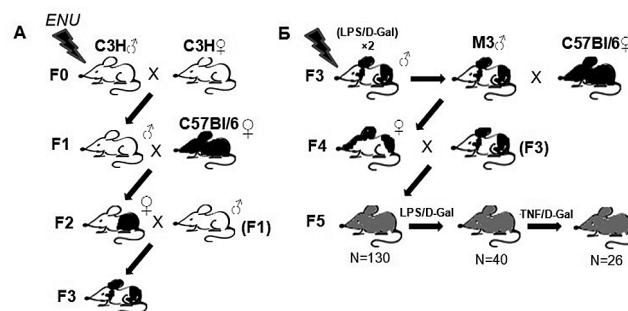 А
ENU
C3H♂ C3H♀
F0 X
F1 ♂ X C57Bl/6 ♀
F2 ♀ X ♂ (F1)
F3
Б
(LPS/D-Gal) ×2
F3 ♂ M3♂ X C57Bl/6♀
F4 ♀ X (F3)
F5 LPS/D-Gal TNF/D-Gal
N=130 N=40 N=26